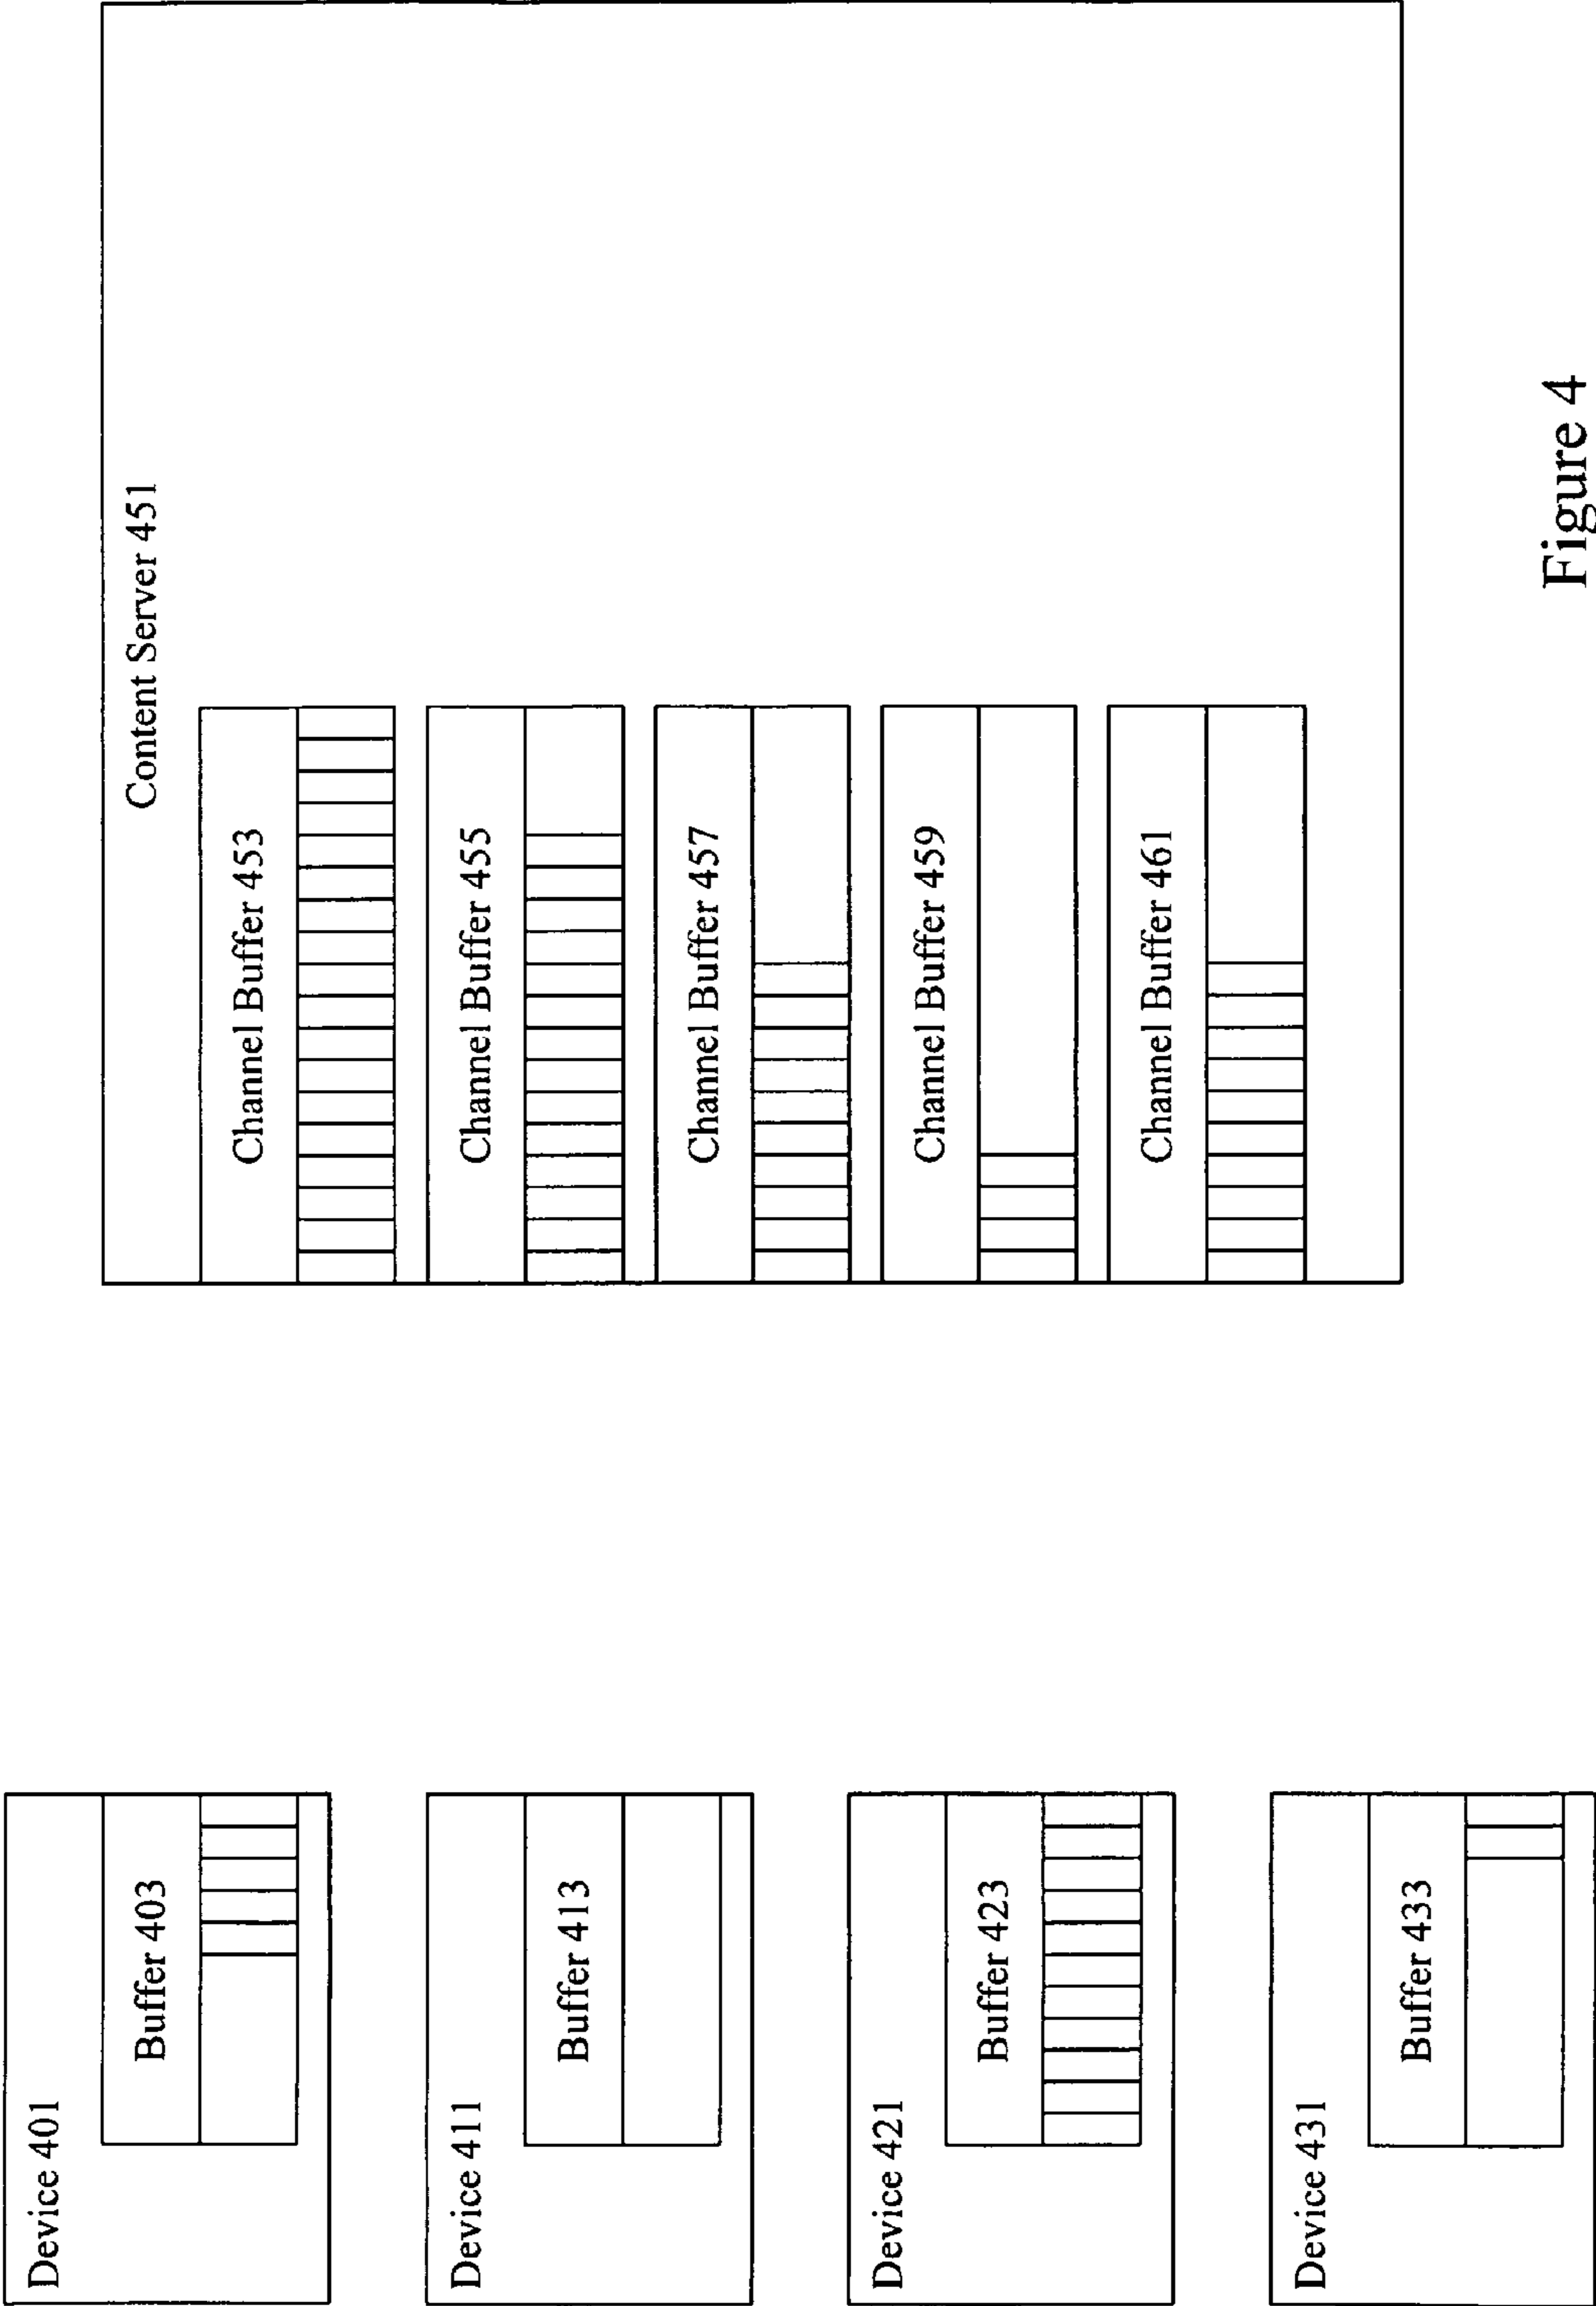 Device 401
Buffer 403
Device 411
Buffer 413
Device 421
Buffer 423
Device 431
Buffer 433
Content Server 451
Channel Buffer 453
Channel Buffer 455
Channel Buffer 457
Channel Buffer 459
Channel Buffer 461
Figure 4